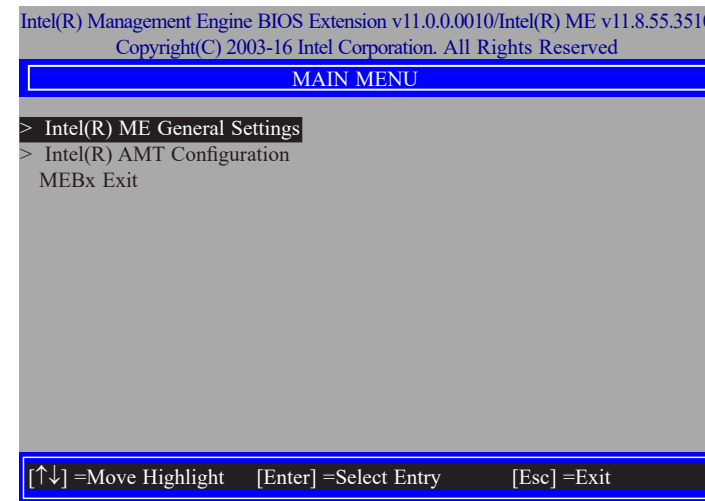 Intel(R) Management Engine BIOS Extension v11.0.0.0010/Intel(R) ME v11.8.55.3510
Copyright(C) 2003-16 Intel Corporation. All Rights Reserved
MAIN MENU
> Intel(R) ME General Settings
> Intel(R) AMT Configuration
MEBx Exit
[↑↓] =Move Highlight [Enter] =Select Entry [Esc] =Exit